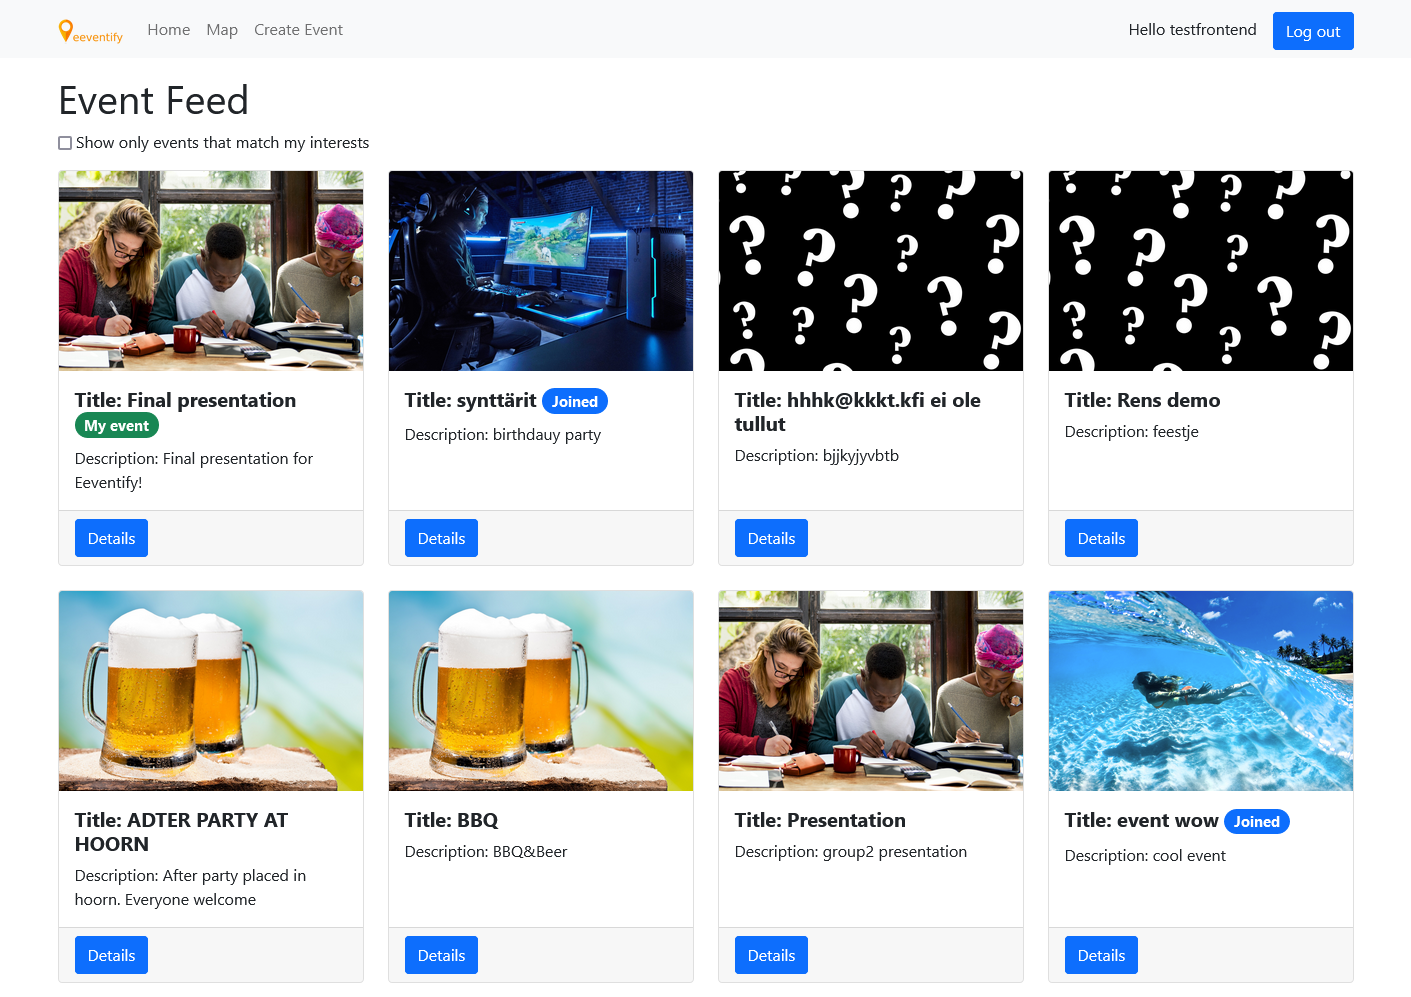 eeventify
Home Map Create Event
Hello testfrontend
Log out
Event Feed
Show only events that match my interests
Title: Final presentation
My event
Description: Final presentation for
Eeventify!
Details
Title: synttärit Joined
Description: birthdauy party
Details
Title: hhhk@kkkt.kfi ei ole
tullut
Description: bjjkyjyvbtb
Details
Title: Rens demo
Description: feestje
Details
Title: ADTER PARTY AT
HOORN
Description: After party placed in
hoorn. Everyone welcome
Details
Title: BBQ
Description: BBQ&Beer
Details
Title: Presentation
Description: group2 presentation
Details
Title: event wow Joined
Description: cool event
Details